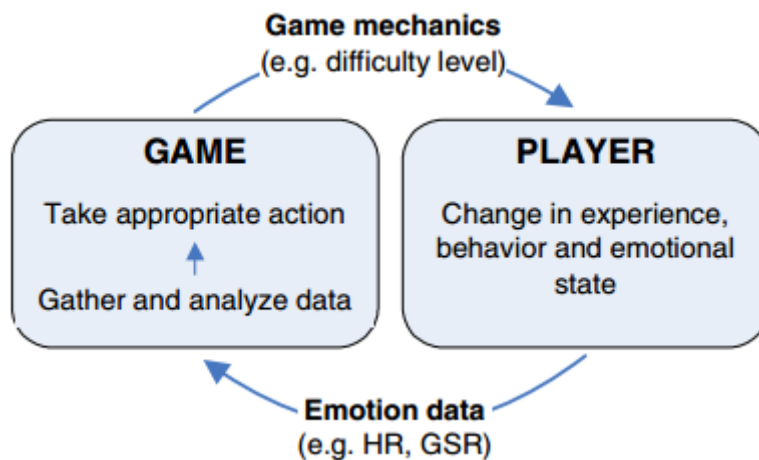 Game mechanics
(e.g. difficulty level)
GAME
Take appropriate action
Gather and analyze data
PLAYER
Change in experience,
behavior and emotional
state
Emotion data
(e.g. HR, GSR)